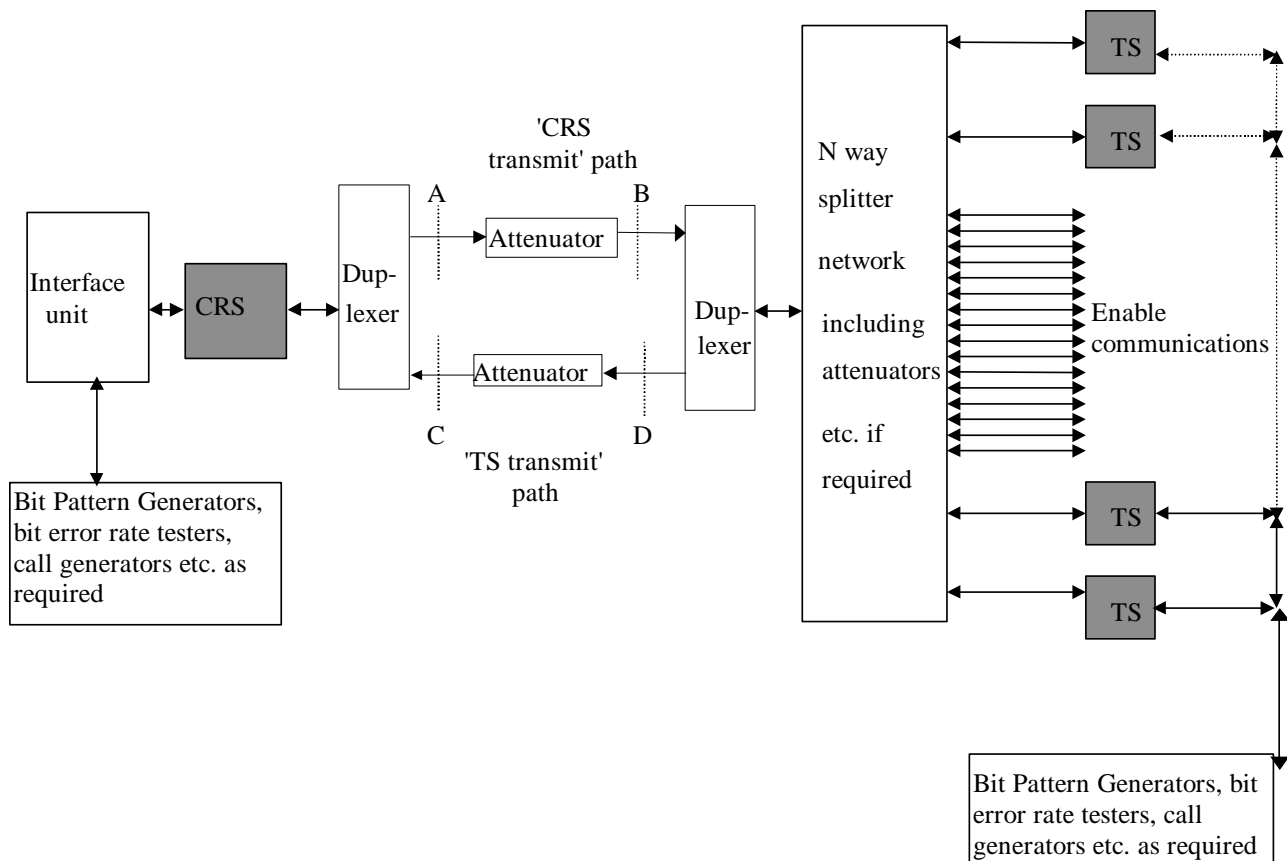 Interface
unit
CRS
Bit Pattern Generators,
bit error rate testers,
call generators etc. as
required
Dup-
lexer
'CRS
transmit' path
A
B
Attenuator
Attenuator
C
D
'TS transmit'
path
Dup-
lexer
N way
splitter
network
including
attenuators
etc. if
required
TS
TS
Enable
communications
TS
TS
Bit Pattern Generators, bit
error rate testers, call
generators etc. as required